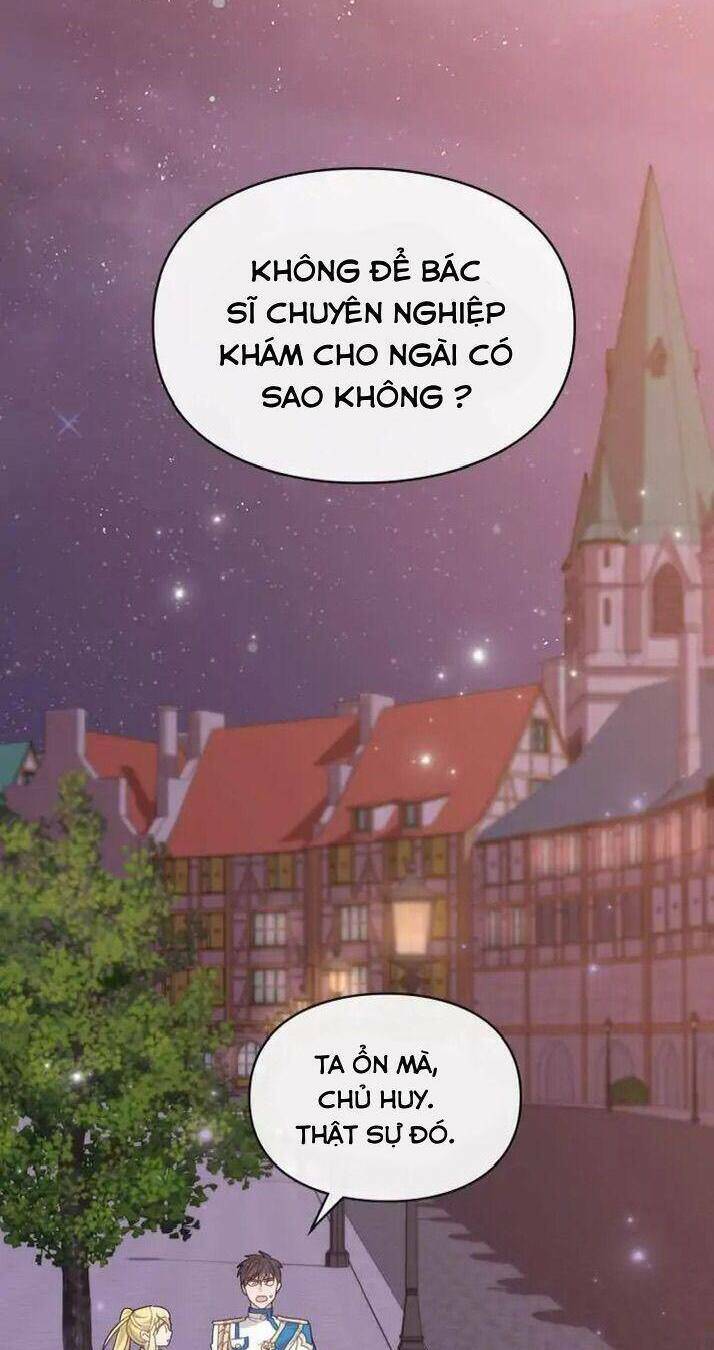 KHÔNG ĐỂ BÁC
SĨ CHUYÊN NGHIỆP
KHÁM CHO NGÀI CÓ
SAO KHÔNG ?
TA ỔN MÀ,
CHỦ HUY.
THẬT SỰ ĐÓ.